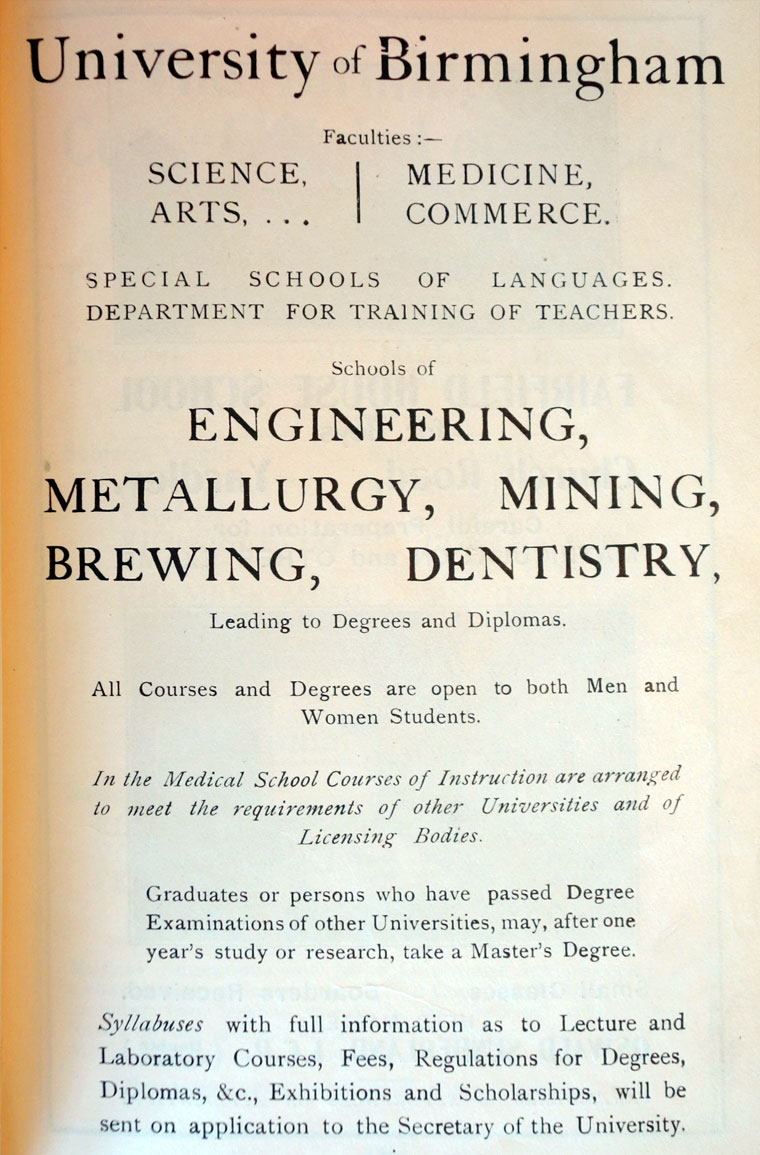 University of Birmingham
Faculties :—
SCIENCE, | MEDICINE,
ARTS, ... | COMMERCE.
SPECIAL SCHOOLS OF LANGUAGES.
DEPARTMENT FOR TRAINING OF TEACHERS.
Schools of
ENGINEERING,
METALLURGY, MINING,
BREWING, DENTISTRY,
Leading to Degrees and Diplomas.
All Courses and Degrees are open to both Men and
Women Students.
In the Medical School Courses of Instruction are arranged
to meet the requirements of other Universities and of
Licensing Bodies.
Graduates or persons who have passed Degree
Examinations of other Universities, may, after one
year's study or research, take a Master's Degree.
Syllabuses with full information as to Lecture and
Laboratory Courses, Fees, Regulations for Degrees,
Diplomas, &c., Exhibitions and Scholarships, will be
sent on application to the Secretary of the University.